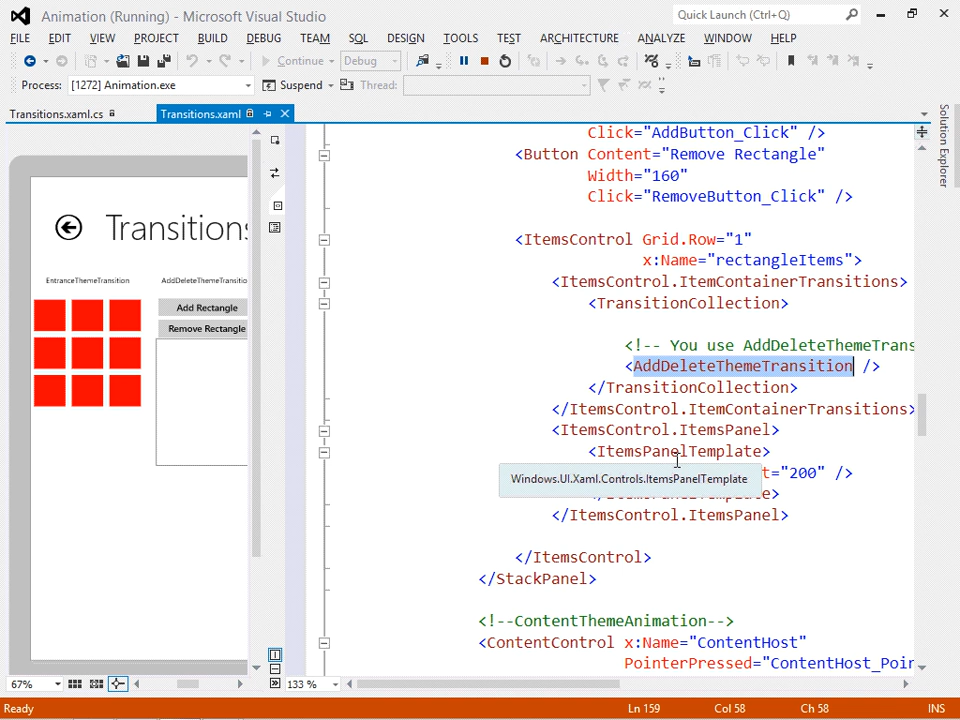 Animation (Running) - Microsoft Visual Studio
Quick Launch (Ctrl+Q)
FILE EDIT VIEW PROJECT BUILD DEBUG TEAM SQL DESIGN TOOLS TEST ARCHITECTURE ANALYZE WINDOW HELP
Continue Debug
Process: [1272] Animation.exe Suspend Thread:
Transitions.xaml.cs Transitions.xaml
Solution Explorer
Transitions
EntranceThemeTransition AddDeleteThemeTransitio
Add Rectangle
Remove Rectangle
Click="AddButton_Click" />
<Button Content="Remove Rectangle"
Width="160"
Click="RemoveButton_Click" />
<ItemsControl Grid.Row="1"
x:Name="rectangleItems">
<ItemsControl.ItemContainerTransitions>
<TransitionCollection>
<!-- You use AddDeleteThemeTrans
<AddDeleteThemeTransition />
</TransitionCollection>
</ItemsControl.ItemContainerTransitions>
<ItemsControl.ItemsPanel>
<ItemsPanelTemplate>
Windows.UI.Xaml.Controls.ItemsPanelTemplate
t="200" />
</ItemsPanelTemplate>
</ItemsControl.ItemsPanel>
</ItemsControl>
</StackPanel>
<!--ContentThemeAnimation-->
<ContentControl x:Name="ContentHost"
PointerPressed="ContentHost_Poin
67% 133 %
Ready Ln 159 Col 58 Ch 58 INS